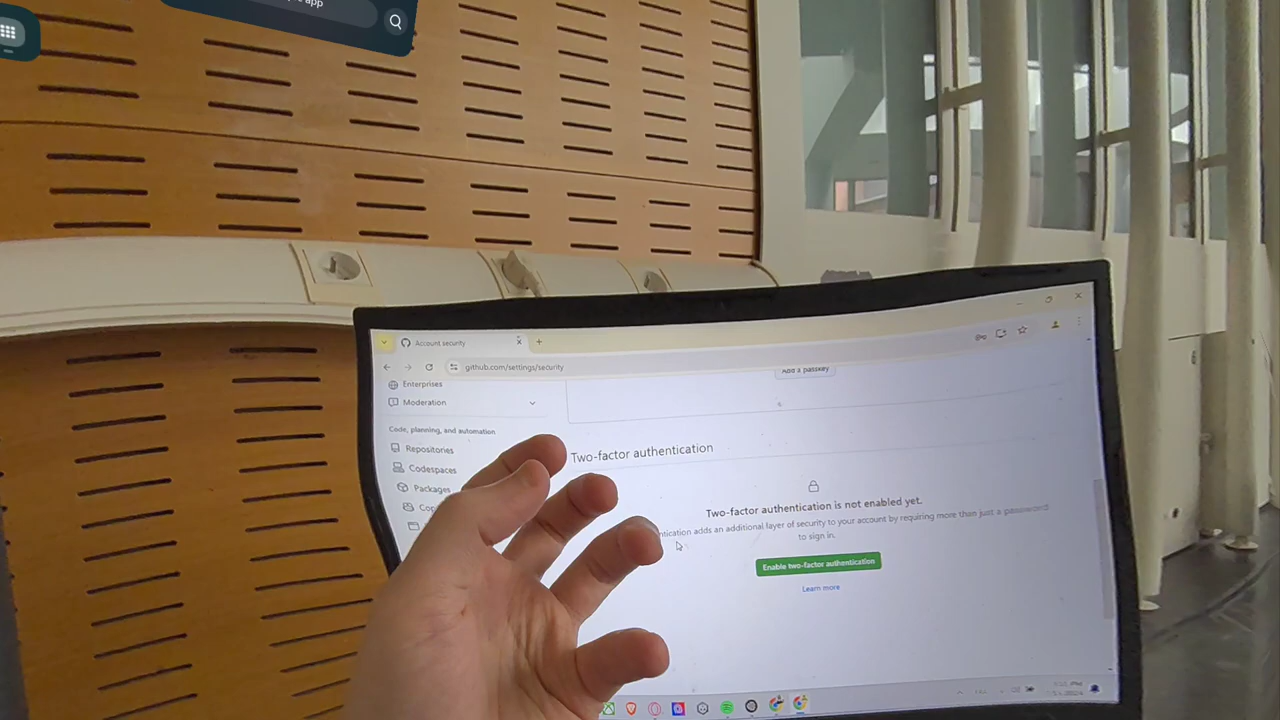 app
Account security
github.com/settings/security
Enterprises
Moderation
Add a passkey
Code, planning, and automation
Repositories
Codespaces
Packages
Two-factor authentication
Two-factor authentication is not enabled yet.
adds an additional layer of security to your account by requiring more than just a password
to sign in.
Enable two-factor authentication
Learn more